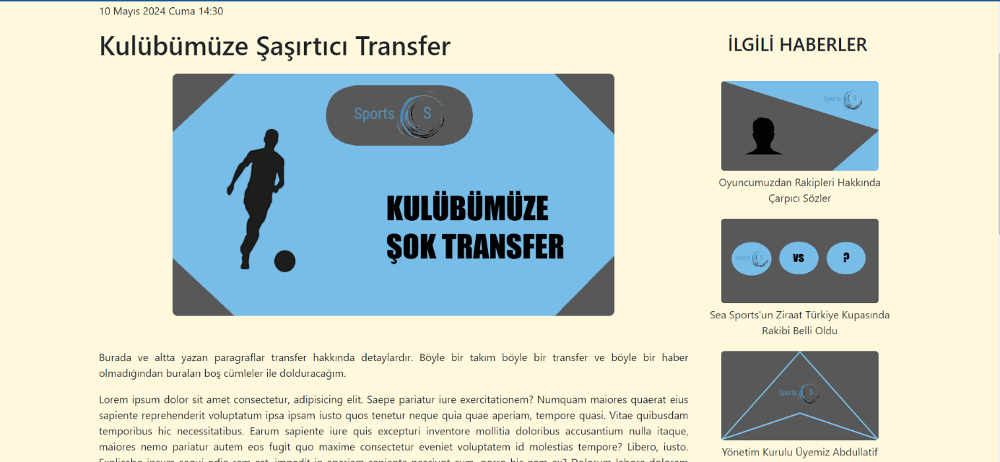 10 Mayıs 2024 Cuma 14:30
Kulübümüze Şaşırtıcı Transfer
Sports S
KULÜBÜMÜZE
ŞOK TRANSFER
Burada ve altta yazan paragraflar transfer hakkında detaylardır. Böyle bir takım böyle bir transfer ve böyle bir haber
olmadığından buraları boş cümleler ile dolduracağım.
Lorem ipsum dolor sit amet consectetur, adipisicing elit. Saepe pariatur iure exercitationem? Numquam maiores quaerat eius
sapiente reprehenderit voluptatum ipsa ipsam iusto quos tenetur neque quia quae aperiam, tempore quasi. Vitae quibusdam
temporibus hic necessitatibus. Earum sapiente iure quis excepturi inventore mollitia doloribus accusantium nulla itaque,
maiores nemo pariatur autem eos fugit quo maxime consectetur eveniet voluptatem id molestias tempore? Libero, iusto.
İLGİLİ HABERLER
Sports S
Oyuncumuzdan Rakipleri Hakkında
Çarpıcı Sözler
Sports S
VS
?
Sea Sports'un Ziraat Türkiye Kupasında
Rakibi Belli Oldu
Sports S
Yönetim Kurulu Üyemiz Abdullatif